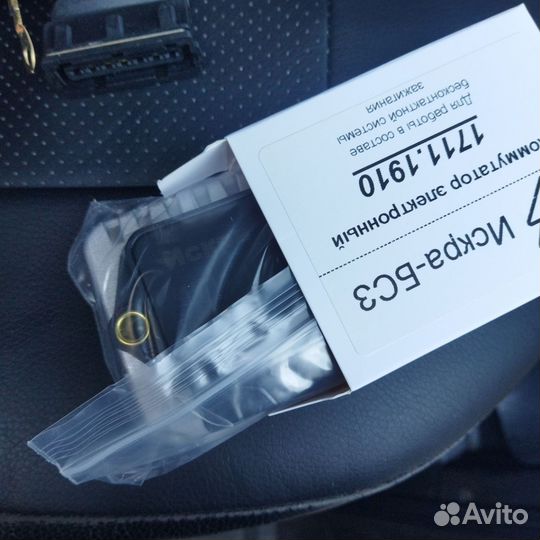 Искра-БСЗ
коммутатор электронный
1711.1910
Для работы в составе
бесконтактной системы
зажигания
Avito